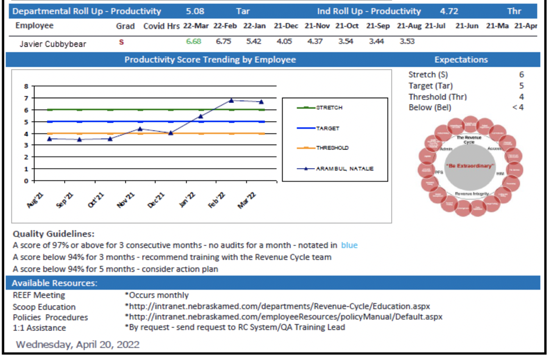 Departmental Roll Up - Productivity 5.08 Tar Ind Roll Up - Productivity 4.72 Thr
Employee Grad Covid Hrs 22-Mar 22-Feb 22-Jan 21-Dec 21-Nov 21-Oct 21-Sep 21-Aug 21-Jul 21-Jun 21-Ma 21-Apr
Javier Cubbybear S 6.68 6.75 5.42 4.05 4.37 3.54 3.44 3.53
Productivity Score Trending by Employee
Expectations
Stretch (S) 6
Target (Tar) 5
Threshold (Thr) 4
Below (Bel) < 4
8
7
6
5
4
3
2
1
0
Aug'21 Sep'21 Oct'21 Nov'21 Dec'21 Jan'22 Feb'22 Mar'22
STRETCH
TARGET
THRESHOLD
ARAMBUL, NATALIE
The Revenue
Cycle
"Be Extraordinary"
Revenue Integrity
Quality Guidelines:
A score of 97% or above for 3 consecutive months - no audits for a month - notated in blue
A score below 94% for 3 months - recommend training with the Revenue Cycle team
A score below 94% for 5 months - consider action plan
Available Resources:
REEF Meeting *Occurs monthly
Scoop Education *http://intranet.nebraskamed.com/departments/Revenue-Cycle/Education.aspx
Policies Procedures *http://intranet.nebraskamed.com/employeeResources/policyManual/Default.aspx
1:1 Assistance *By request - send request to RC System/QA Training Lead
Wednesday, April 20, 2022